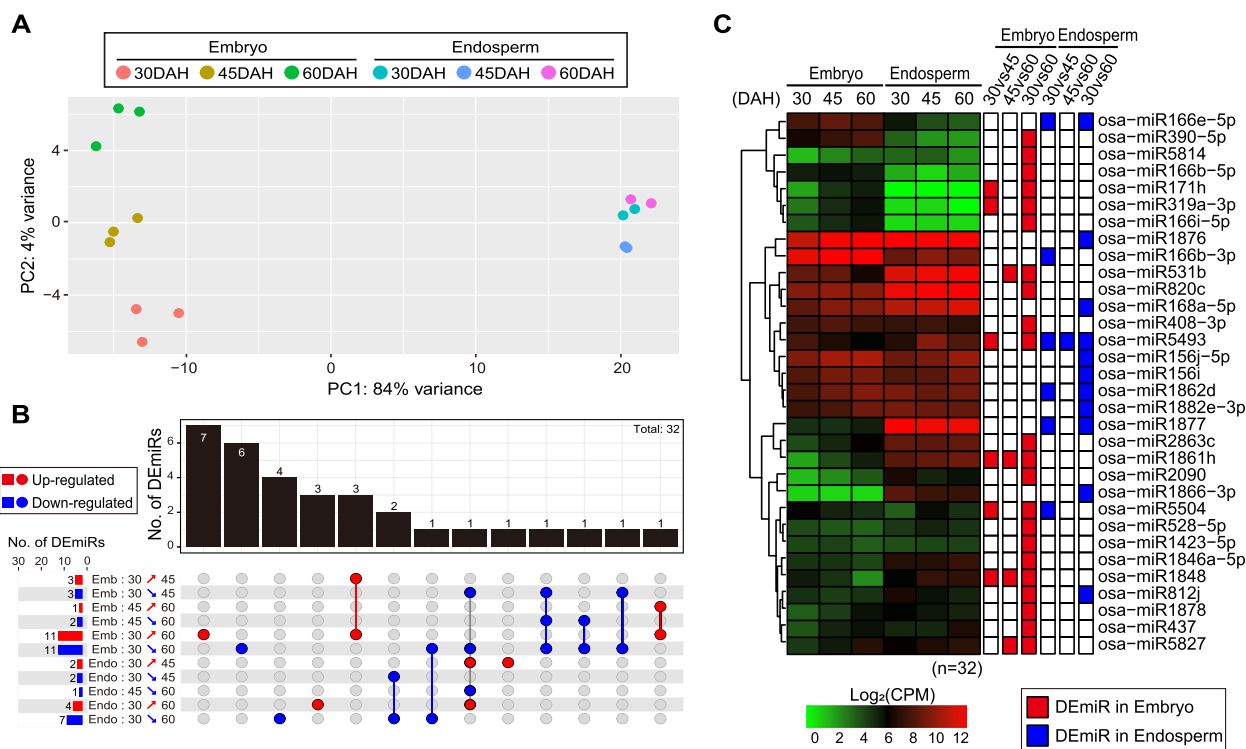 A
Embryo Endosperm
30DAH 45DAH 60DAH 30DAH 45DAH 60DAH
PC2: 4% variance
4
0
−4
−10 0 10 20
PC1: 84% variance
B
Total: 32
No. of DEmiRs
6
4
2
0
7 6 4 3 3 2 1 1 1 1 1 1 1
Up-regulated
Down-regulated
No. of DEmiRs
30 20 10 0
3 Emb : 30 ↗ 45
3 Emb : 30 ↘ 45
1 Emb : 45 ↗ 60
2 Emb : 45 ↘ 60
11 Emb : 30 ↗ 60
11 Emb : 30 ↘ 60
2 Endo : 30 ↗ 45
2 Endo : 30 ↘ 45
1 Endo : 45 ↘ 60
4 Endo : 30 ↗ 60
7 Endo : 30 ↘ 60
C
Embryo Endosperm
30vs45 45vs60 30vs60 30vs45 45vs60 30vs60
Embryo Endosperm
(DAH) 30 45 60 30 45 60
osa−miR166e−5p
osa−miR390−5p
osa−miR5814
osa−miR166b−5p
osa−miR171h
osa−miR319a−3p
osa−miR166i−5p
osa−miR1876
osa−miR166b−3p
osa−miR531b
osa−miR820c
osa−miR168a−5p
osa−miR408−3p
osa−miR5493
osa−miR156j−5p
osa−miR156i
osa−miR1862d
osa−miR1882e−3p
osa−miR1877
osa−miR2863c
osa−miR1861h
osa−miR2090
osa−miR1866−3p
osa−miR5504
osa−miR528−5p
osa−miR1423−5p
osa−miR1846a−5p
osa−miR1848
osa−miR812j
osa−miR1878
osa−miR437
osa−miR5827
(n=32)
Log₂(CPM)
0 2 4 6 8 10 12
DEmiR in Embryo
DEmiR in Endosperm